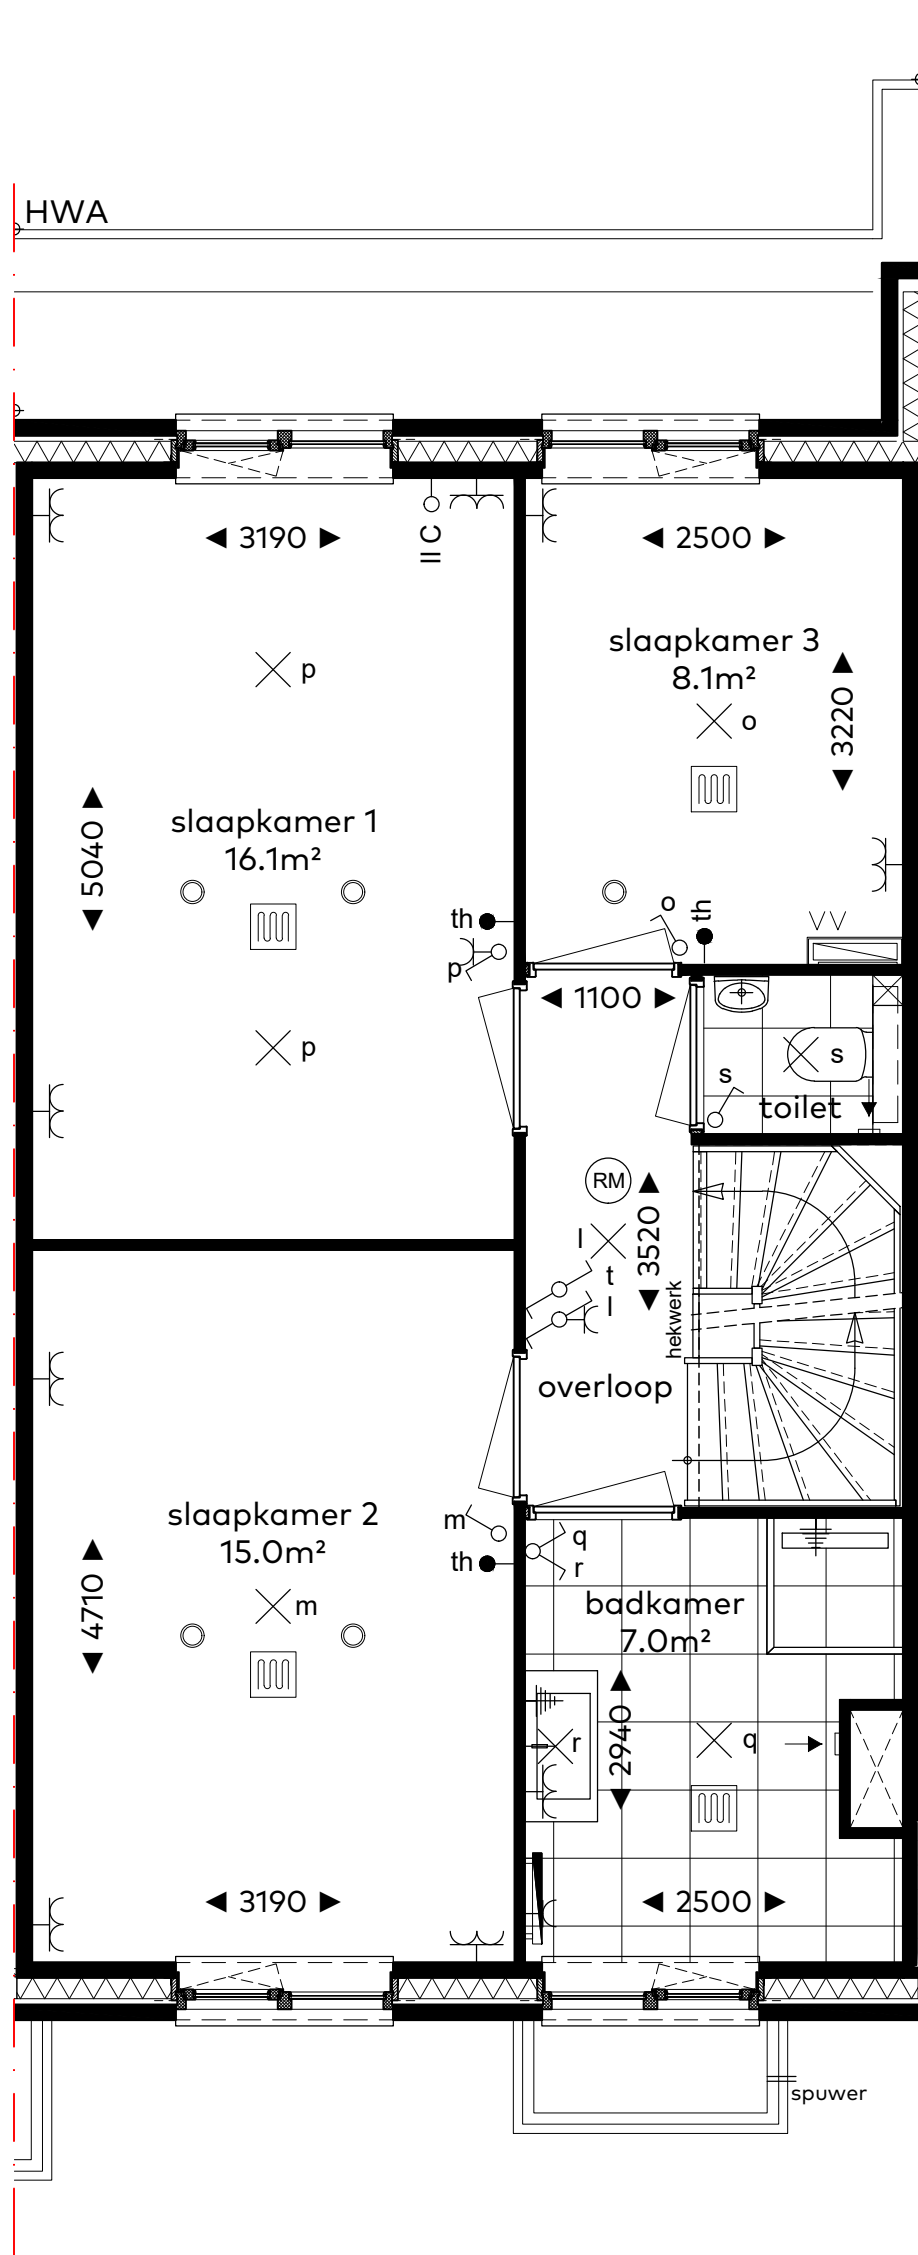 HWA
3190
2500
II C
slaapkamer 3
8.1m²
p
o
3220
slaapkamer 1
16.1m²
5040
th
p
o
th
1100
p
s
s
toilet
RM
l
3520
t
l
hekwerk
overloop
slaapkamer 2
15.0m²
m
th
q
r
4710
m
badkamer
7.0m²
2940
r
q
3190
2500
spuwer